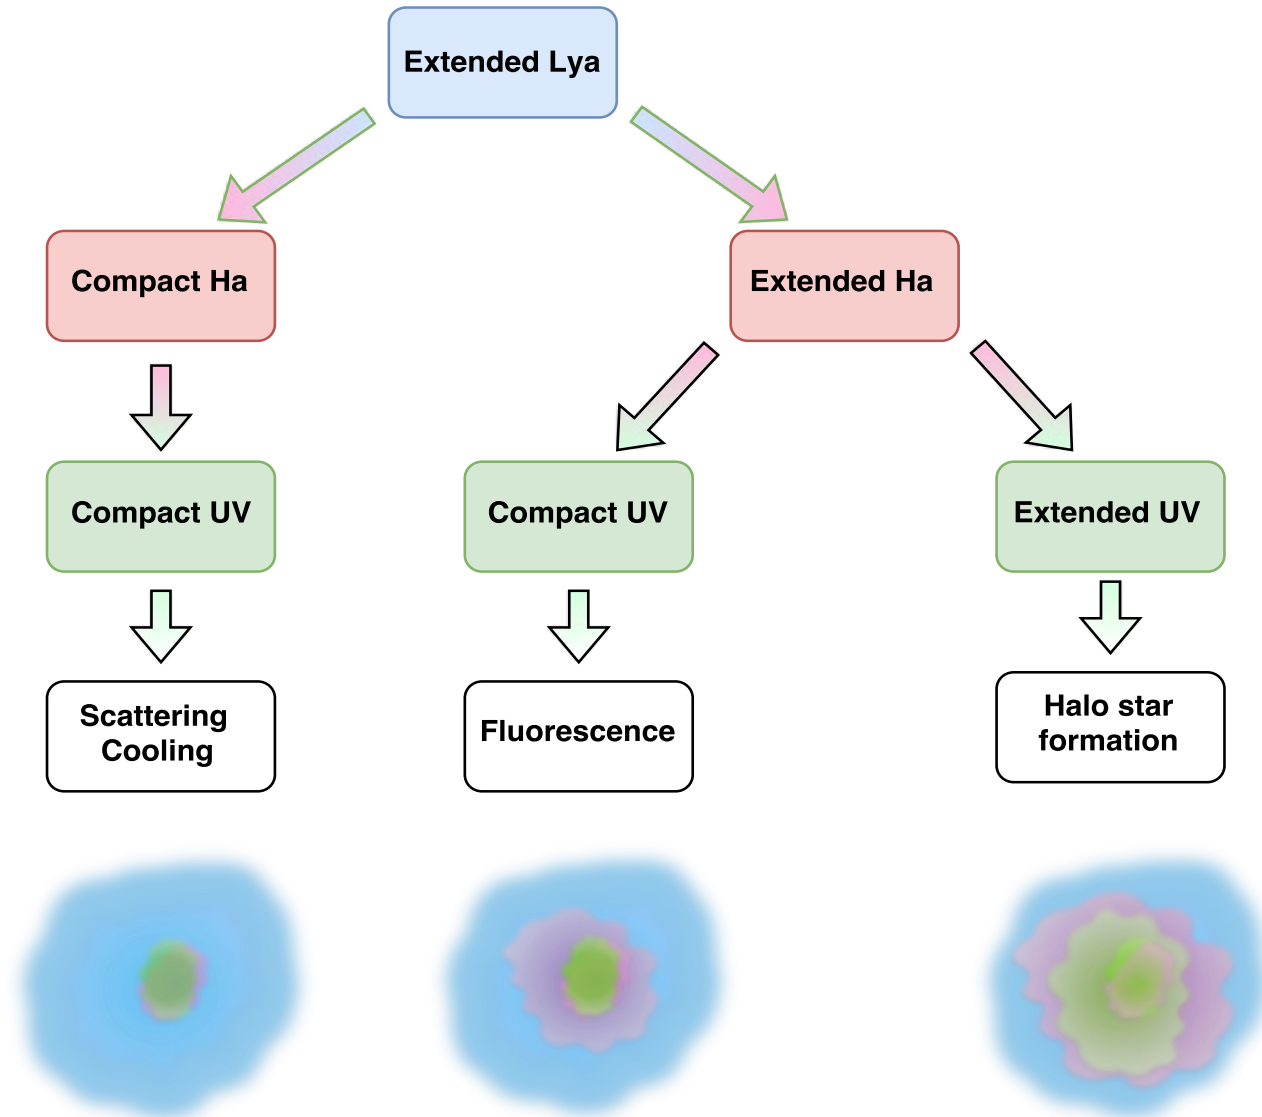 Extended Lya
Compact Ha
Extended Ha
Compact UV
Compact UV
Extended UV
Scattering
Cooling
Fluorescence
Halo star
formation